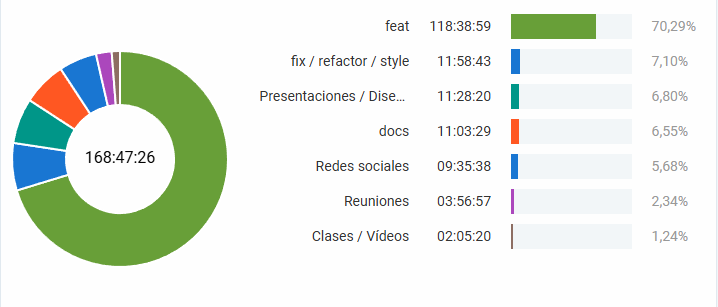 feat 118:38:59 70,29%
fix / refactor / style 11:58:43 7,10%
Presentaciones / Dise... 11:28:20 6,80%
docs 11:03:29 6,55%
168:47:26
Redes sociales 09:35:38 5,68%
Reuniones 03:56:57 2,34%
Clases / Vídeos 02:05:20 1,24%